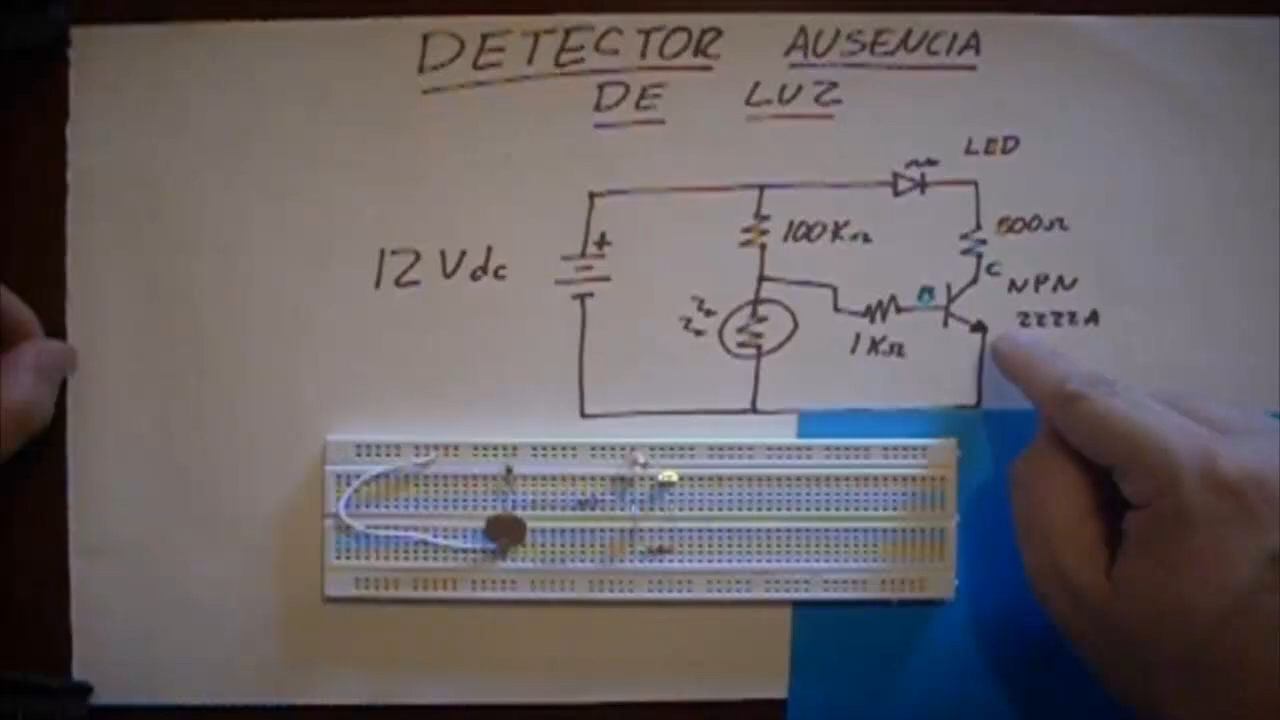 DETECTOR AUSENCIA
DE LUZ
LED
100KΩ
500Ω
12 Vdc
+
C
NPN
B
2222A
1KΩ